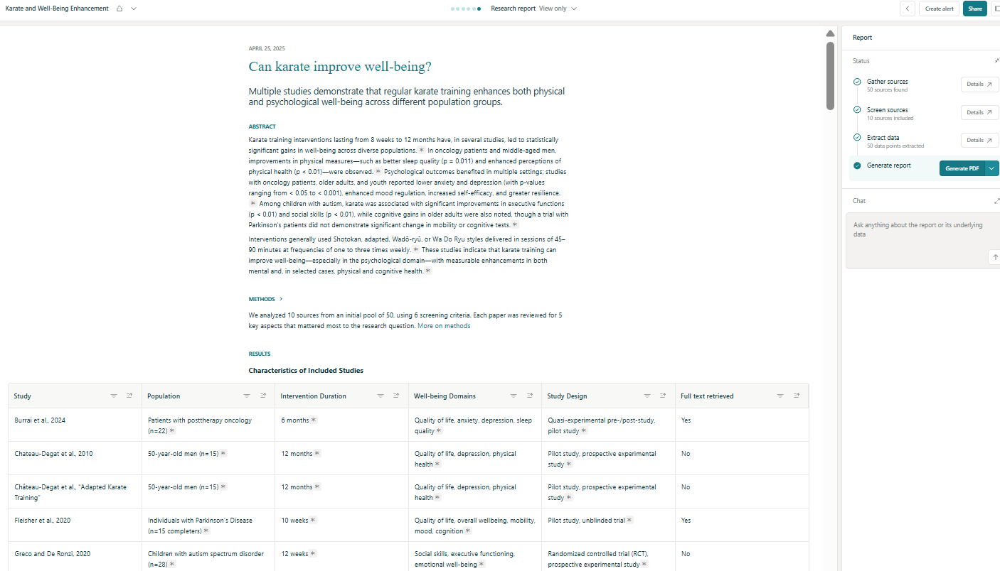 Karate and Well-Being Enhancement
Research report View only
Create alert
Share
APRIL 25, 2025
Can karate improve well-being?
Multiple studies demonstrate that regular karate training enhances both physical
and psychological well-being across different population groups.
ABSTRACT
Karate training interventions lasting from 8 weeks to 12 months have, in several studies, led to statistically
significant gains in well-being across diverse populations. * In oncology patients and middle-aged men,
improvements in physical measures—such as better sleep quality (p = 0.011) and enhanced perceptions of
physical health (p < 0.01)—were observed. * Psychological outcomes benefited in multiple settings; studies
with oncology patients, older adults, and youth reported lower anxiety and depression (with p-values
ranging from < 0.05 to < 0.001), enhanced mood regulation, increased self-efficacy, and greater resilience.
* Among children with autism, karate was associated with significant improvements in executive functions
(p < 0.01) and social skills (p < 0.01), while cognitive gains in older adults were also noted, though a trial with
Parkinson's patients did not demonstrate significant change in mobility or cognitive tests. *
Interventions generally used Shotokan, adapted, Wadō-ryū, or Wa Do Ryu styles delivered in sessions of 45–
90 minutes at frequencies of one to three times weekly. * These studies indicate that karate training can
improve well-being—especially in the psychological domain—with measurable enhancements in both
mental and, in selected cases, physical and cognitive health. *
METHODS >
We analyzed 10 sources from an initial pool of 50, using 6 screening criteria. Each paper was reviewed for 5
key aspects that mattered most to the research question. More on methods
RESULTS
Characteristics of Included Studies
Study Population Intervention Duration Well-being Domains Study Design Full text retrieved
Burrai et al., 2024
Patients with posttherapy oncology
(n=22) *
6 months *
Quality of life, anxiety, depression, sleep
quality *
Quasi-experimental pre-/post-study,
pilot study *
Yes
Chateau-Degat et al., 2010
50-year-old men (n=15) *
12 months *
Quality of life, depression, physical
health *
Pilot study, prospective experimental
study *
No
Château-Degat et al., "Adapted Karate
Training"
50-year-old men (n=15) *
12 months *
Quality of life, depression, physical
health *
Pilot study, prospective experimental
study *
No
Fleisher et al., 2020
Individuals with Parkinson's Disease
(n=15 completers) *
10 weeks *
Quality of life, overall wellbeing, mobility,
mood, cognition *
Pilot study, unblinded trial *
Yes
Greco and De Ronzi, 2020
Children with autism spectrum disorder
(n=28) *
12 weeks *
Social skills, executive functioning,
emotional well-being *
Randomized controlled trial (RCT),
prospective experimental study *
No
Report
Status
Gather sources
50 sources found
Details
Screen sources
10 sources included
Details
Extract data
50 data points extracted
Details
Generate report
Generate PDF
Chat
Ask anything about the report or its underlying
data